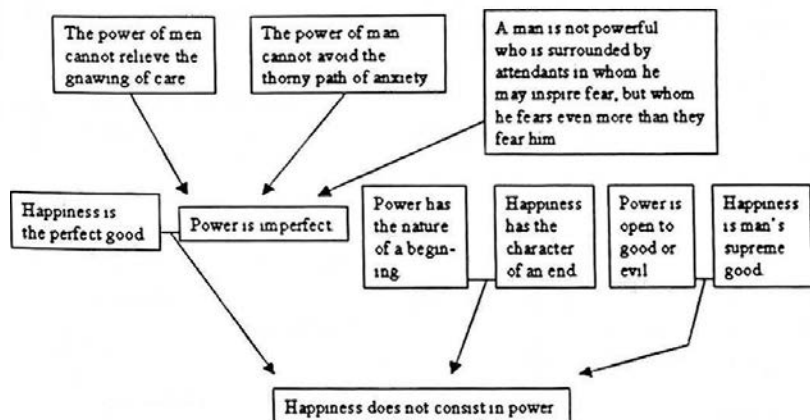 The power of men
cannot relieve the
gnawing of care
The power of man
cannot avoid the
thorny path of anxiety
A man is not powerful
who is surrounded by
attendants in whom he
may inspire fear, but whom
he fears even more than they
fear him
Happiness is
the perfect good
Power is imperfect
Power has
the nature
of a begin-
ing
Happiness
has the
character
of an end
Power is
open to
good or
evil
Happiness
is man's
supreme
good
Happiness does not consist in power